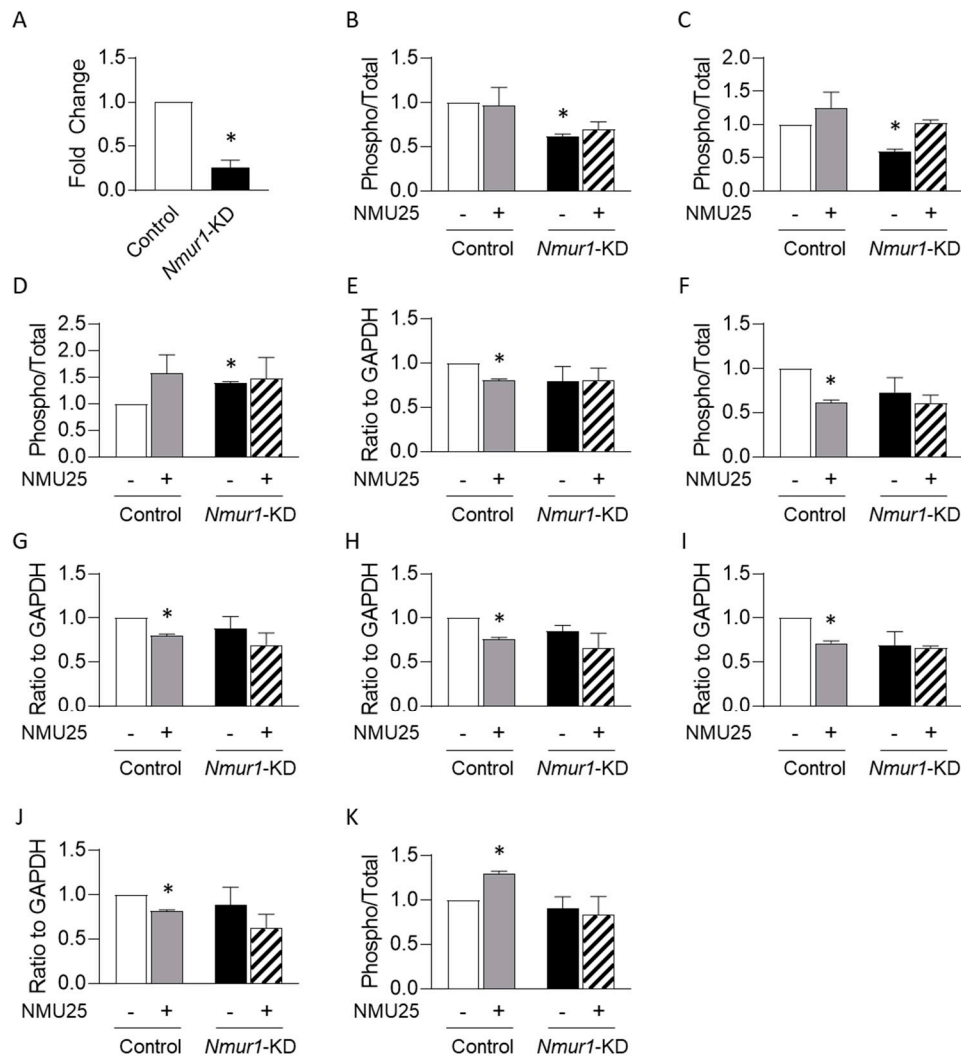 A
Fold Change
1.5
1.0
0.5
0.0
*
Control
Nmur1-KD
B
Phospho/Total
1.5
1.0
0.5
0.0
*
NMU25 - + - +
Control Nmur1-KD
C
Phospho/Total
2.0
1.5
1.0
0.5
0.0
*
NMU25 - + - +
Control Nmur1-KD
D
Phospho/Total
2.5
2.0
1.5
1.0
0.5
0.0
*
NMU25 - + - +
Control Nmur1-KD
E
Ratio to GAPDH
1.5
1.0
0.5
0.0
*
NMU25 - + - +
Control Nmur1-KD
F
Phospho/Total
1.5
1.0
0.5
0.0
*
NMU25 - + - +
Control Nmur1-KD
G
Ratio to GAPDH
1.5
1.0
0.5
0.0
*
NMU25 - + - +
Control Nmur1-KD
H
Ratio to GAPDH
1.5
1.0
0.5
0.0
*
NMU25 - + - +
Control Nmur1-KD
I
Ratio to GAPDH
1.5
1.0
0.5
0.0
*
NMU25 - + - +
Control Nmur1-KD
J
Ratio to GAPDH
1.5
1.0
0.5
0.0
*
NMU25 - + - +
Control Nmur1-KD
K
Phospho/Total
1.5
1.0
0.5
0.0
*
NMU25 - + - +
Control Nmur1-KD